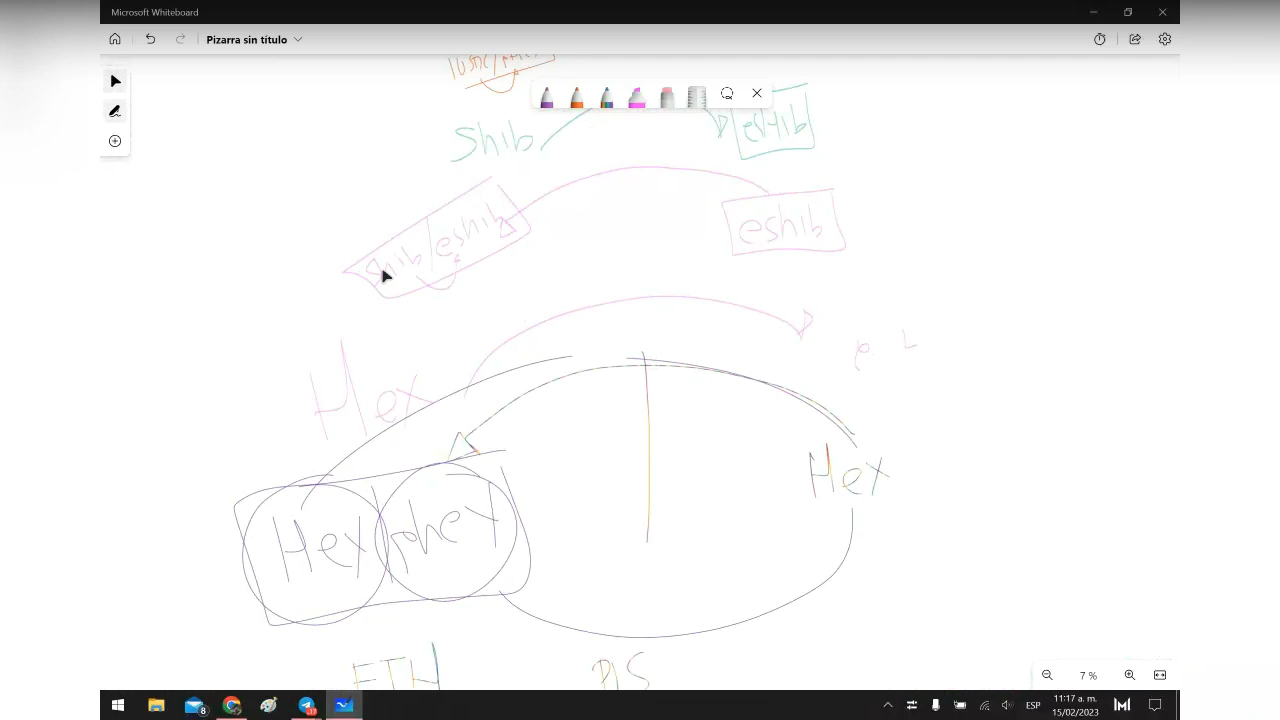 Microsoft Whiteboard
Pizarra sin título
Shib
eshib
shib/eshib
eshib
Hex
Hex
Hex phex
ETH
PLS
7 %
8
ESP
11:17 a. m.
15/02/2023